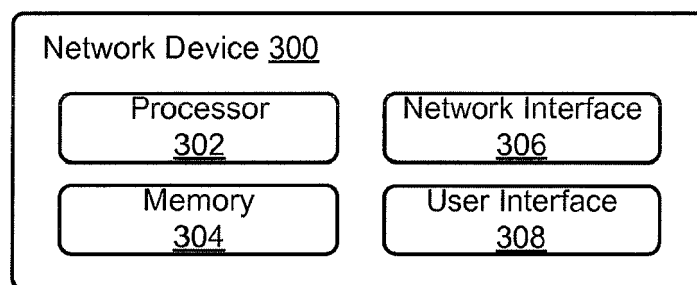 Network Device 300
Processor
302
Network Interface
306
Memory
304
User Interface
308